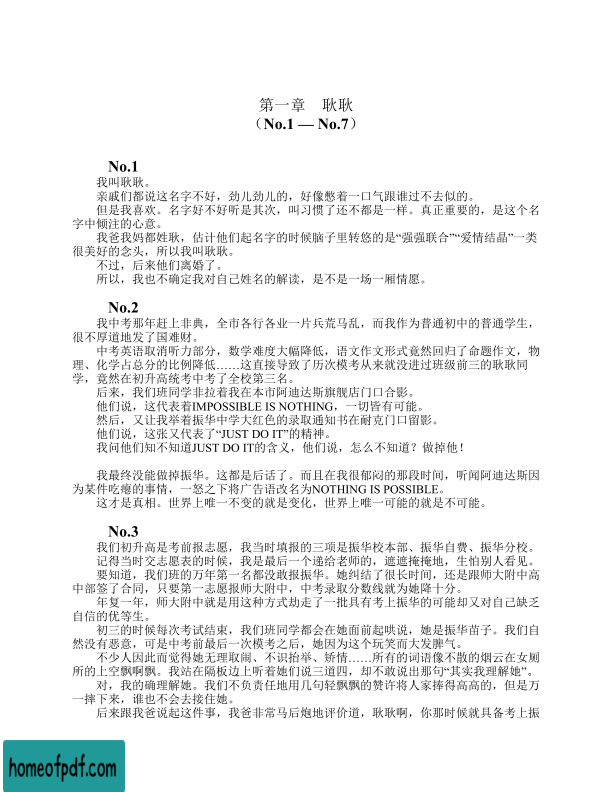 第一章　耿耿
（No.1 — No.7）
No.1
我叫耿耿。
亲戚们都说这名字不好，劲儿劲儿的，好像憋着一口气跟谁过不去似的。
但是我喜欢。名字好不好听是其次，叫习惯了还不都是一样。真正重要的，是这个名
字中倾注的心意。
我爸我妈都姓耿，估计他们起名字的时候脑子里转悠的是“强强联合”“爱情结晶”一类
很美好的念头，所以我叫耿耿。
不过，后来他们离婚了。
所以，我也不确定我对自己姓名的解读，是不是一场一厢情愿。
No.2
我中考那年赶上非典，全市各行各业一片兵荒马乱，而我作为普通初中的普通学生，
很不厚道地发了国难财。
中考英语取消听力部分，数学难度大幅降低，语文作文形式竟然回归了命题作文，物
理、化学占总分的比例降低……这直接导致了历次模考从来就没进过班级前三的耿耿同
学，竟然在初升高统考中考了全校第三名。
后来，我们班同学非拉着我在本市阿迪达斯旗舰店门口合影。
他们说，这代表着IMPOSSIBLE IS NOTHING，一切皆有可能。
然后，又让我举着振华中学大红色的录取通知书在耐克门口留影。
他们说，这张又代表了“JUST DO IT”的精神。
我问他们知不知道JUST DO IT的含义，他们说，怎么不知道？做掉他！
我最终没能做掉振华。这都是后话了。而且在我很郁闷的那段时间，听闻阿迪达斯因
为某件吃瘪的事情，一怒之下将广告语改名为NOTHING IS POSSIBLE。
这才是真相。世界上唯一不变的就是变化，世界上唯一可能的就是不可能。
No.3
我们初升高是考前报志愿，我当时填报的三项是振华校本部、振华自费、振华分校。
记得当时交志愿表的时候，我是最后一个递给老师的，遮遮掩掩地，生怕别人看见。
要知道，我们班的万年第一名都没敢报振华。她纠结了很长时间，还是跟师大附中高
中部签了合同，只要第一志愿报师大附中，中考录取分数线就为她降十分。
年复一年，师大附中就是用这种方式劫走了一批具有考上振华的可能却又对自己缺乏
自信的优等生。
初三的时候每次考试结束，我们班同学都会在她面前起哄说，她是振华苗子。我们自
然没有恶意，可是中考前最后一次模考之后，她因为这个玩笑而大发脾气。
不少人因此而觉得她无理取闹、不识抬举、矫情……所有的词语像不散的烟云在女厕
所的上空飘啊飘。我站在隔板边上听着她们说三道四，却不敢说出那句“其实我理解她”。
对，我的确理解她。我们不负责任地用几句轻飘飘的赞许将人家捧得高高的，但是万
一摔下来，谁也不会去接住她。
后来跟我爸说起这件事，我爸非常马后炮地评价道，耿耿啊，你那时候就具备考上振
homeofpdf.com